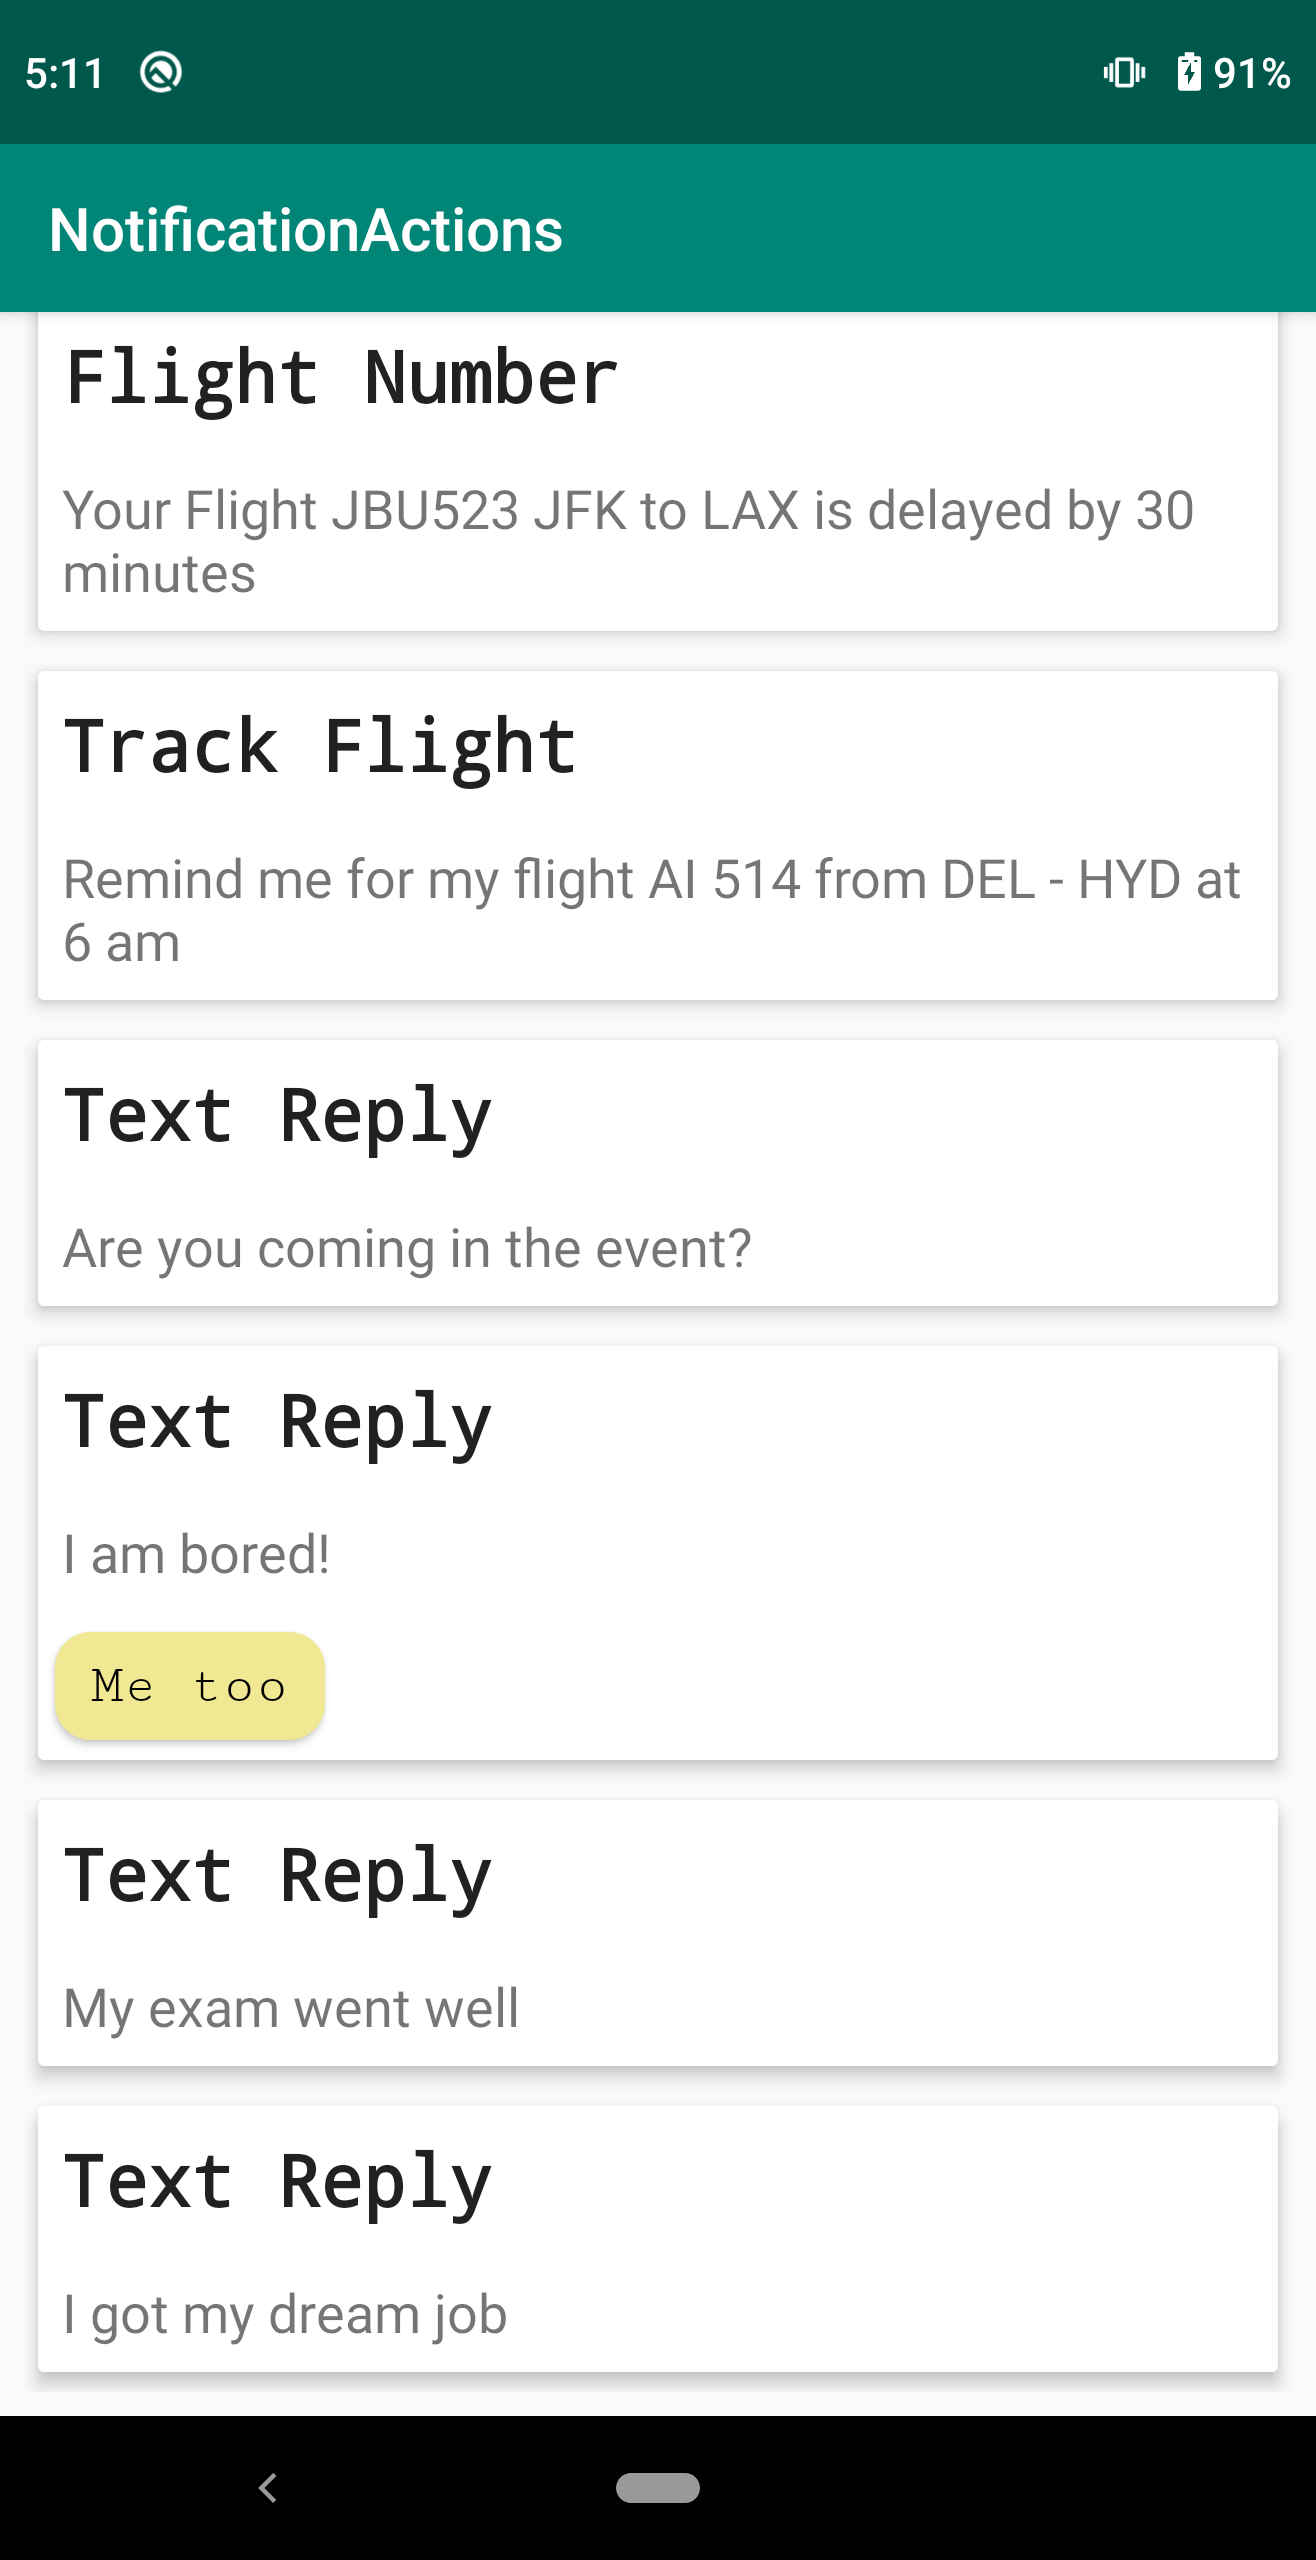 5:11 91%
NotificationActions
Flight Number
Your Flight JBU523 JFK to LAX is delayed by 30
minutes
Track Flight
Remind me for my flight AI 514 from DEL - HYD at
6 am
Text Reply
Are you coming in the event?
Text Reply
I am bored!
Me too
Text Reply
My exam went well
Text Reply
I got my dream job